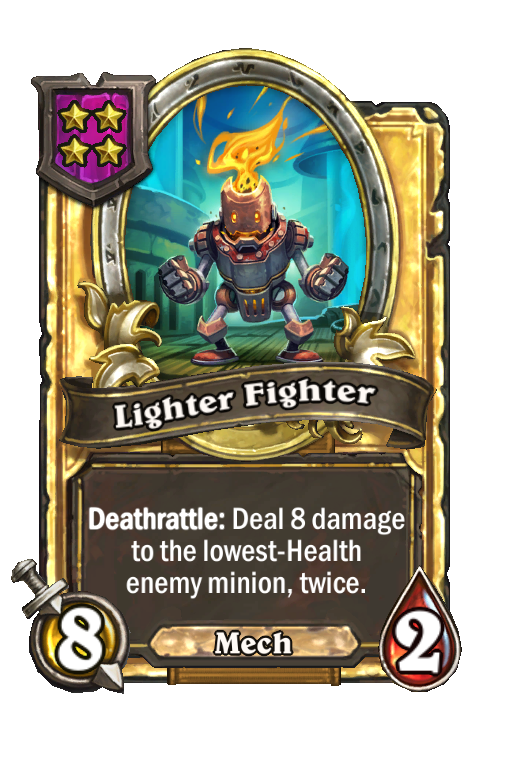 Lighter Fighter
Deathrattle: Deal 8 damage
to the lowest-Health
enemy minion, twice.
8
Mech
2